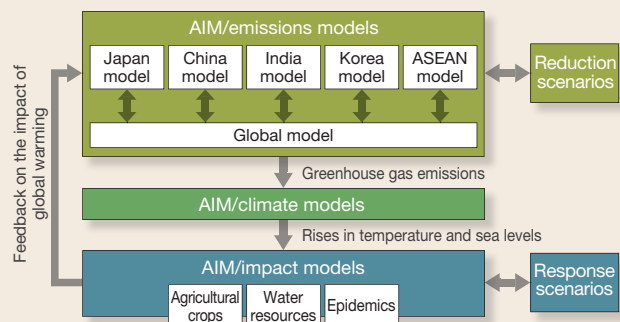 AIM/emissions models
Japan
model
China
model
India
model
Korea
model
ASEAN
model
Global model
Reduction
scenarios
Greenhouse gas emissions
AIM/climate models
Rises in temperature and sea levels
AIM/impact models
Agricultural
crops
Water
resources
Epidemics
Response
scenarios
Feedback on the impact of
global warming